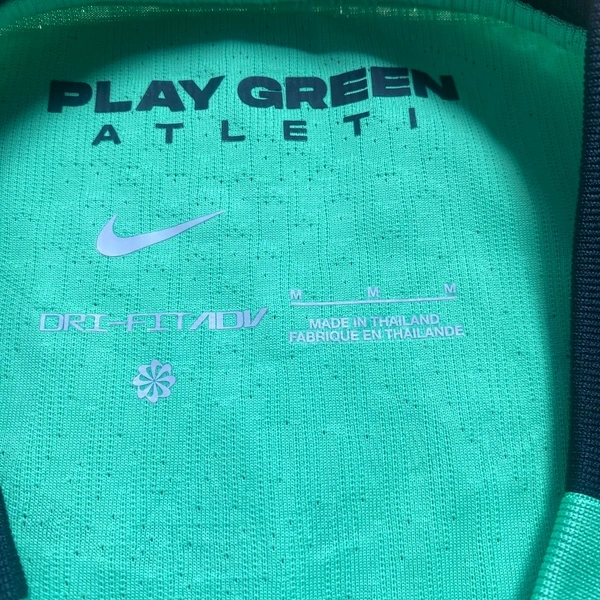 PLAY GREEN
ATLETI
M M M
DRI-FIT ADV
MADE IN THAILAND
FABRIQUE EN THAILANDE